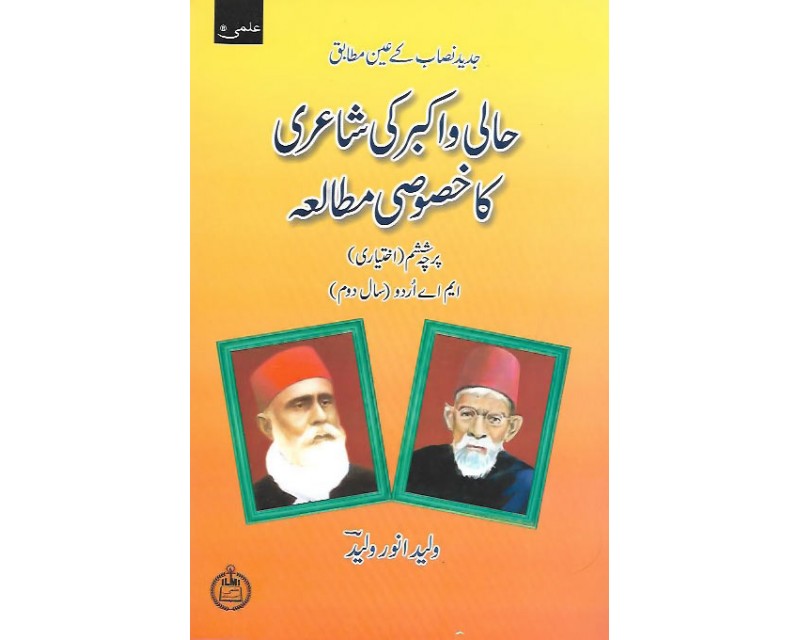 علمی
جدید نصاب کے عین مطابق
حالی و اکبر کی شاعری
کا خصوصی مطالعہ
پرچہ ششم (اختیاری)
ایم اے اُردو (سال دوم)
ولید انور ولیدؔ
ILMI